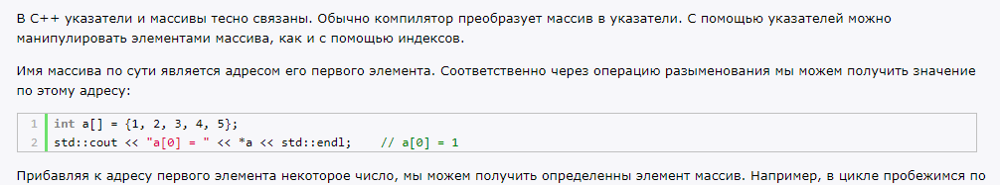 В C++ указатели и массивы тесно связаны. Обычно компилятор преобразует массив в указатели. С помощью указателей можно
манипулировать элементами массива, как и с помощью индексов.
Имя массива по сути является адресом его первого элемента. Соответственно через операцию разыменования мы можем получить значение
по этому адресу:
1 int a[] = {1, 2, 3, 4, 5};
2 std::cout << "a[0] = " << *a << std::endl;    // a[0] = 1
Прибавляя к адресу первого элемента некоторое число, мы можем получить определенны элемент массив. Например, в цикле пробежимся по